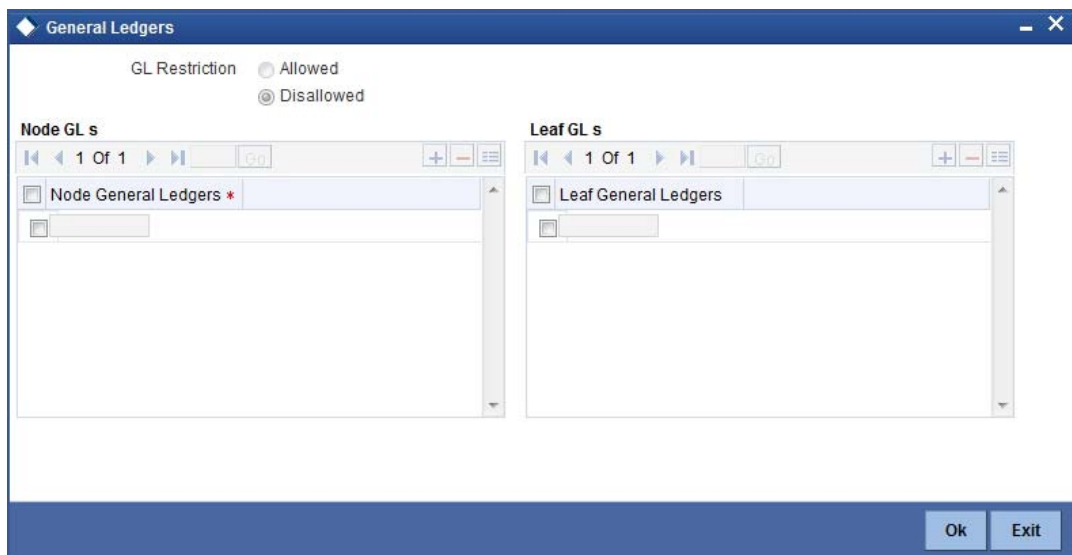 General Ledgers
GL Restriction Allowed
Disallowed
Node GL s
1 Of 1 Go
Node General Ledgers *
Leaf GL s
1 Of 1 Go
Leaf General Ledgers
Ok Exit